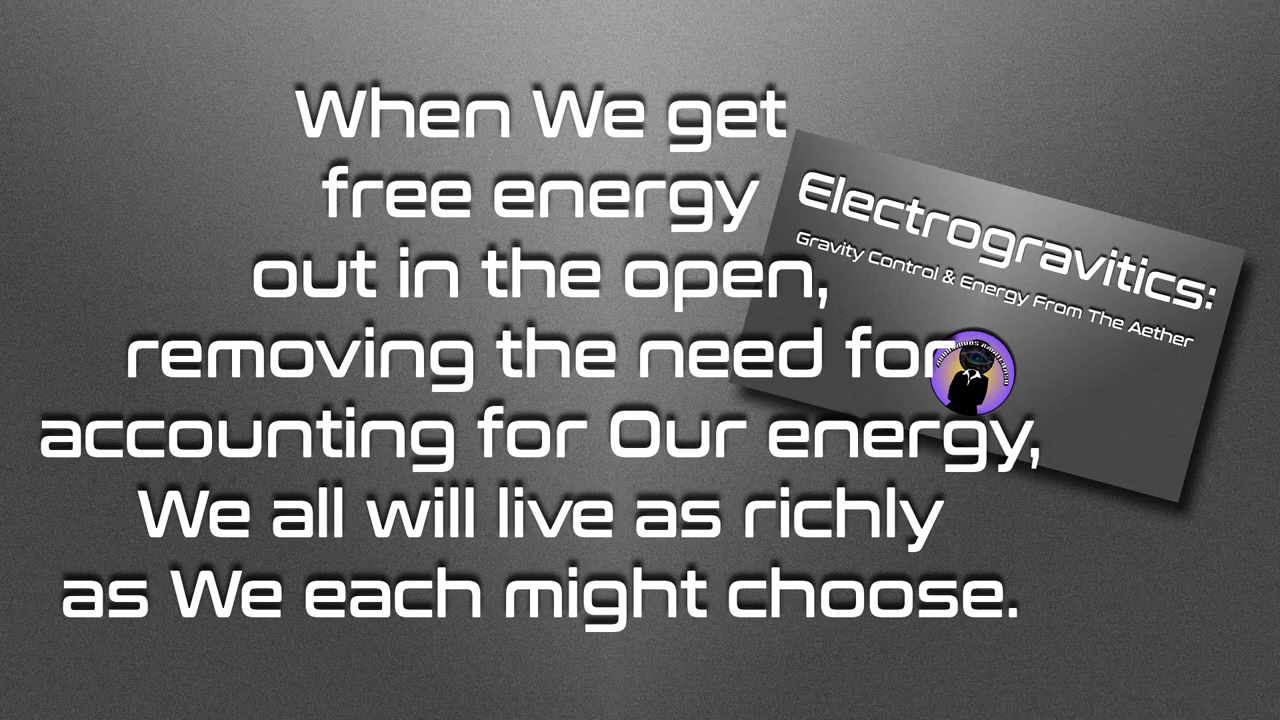 When We get
free energy
out in the open,
removing the need for
accounting for Our energy,
We all will live as richly
as We each might choose.
Electrogravitics:
Gravity Control & Energy From The Aether